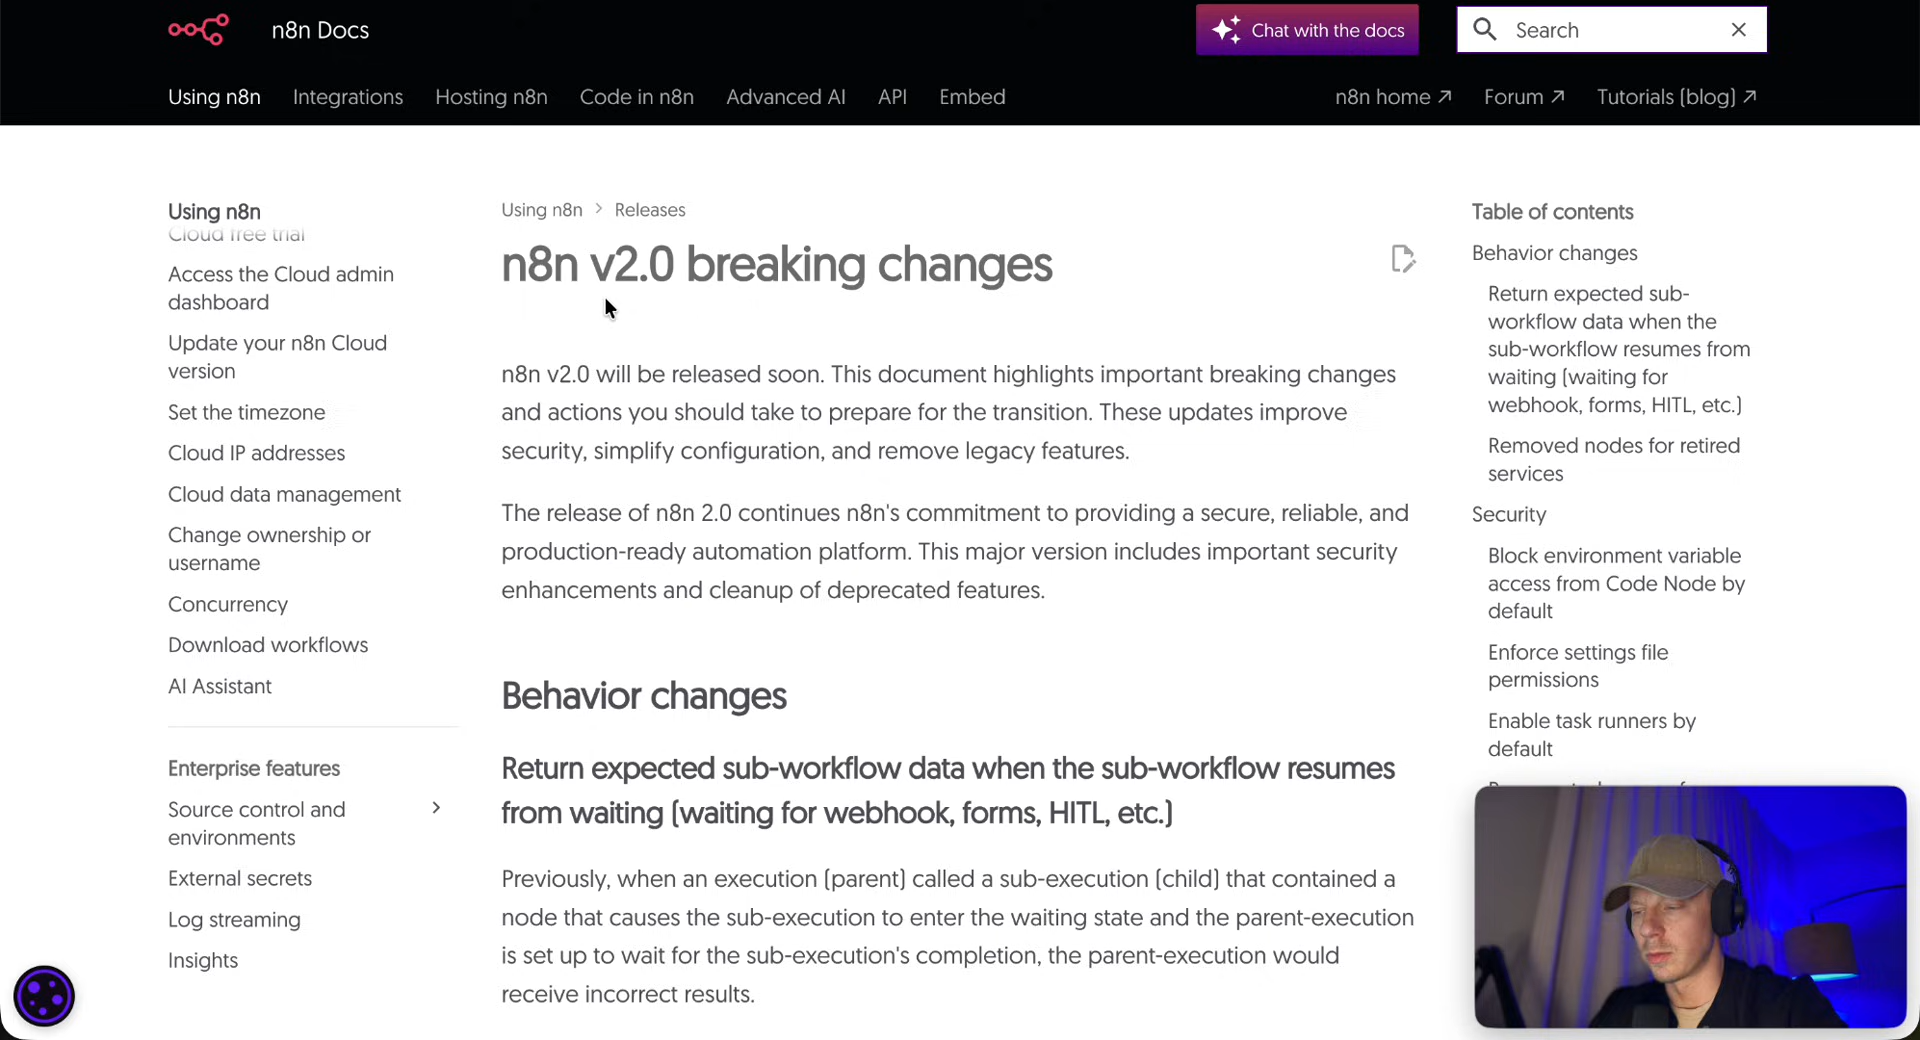 n8n Docs
Chat with the docs
Search
Using n8n
Integrations
Hosting n8n
Code in n8n
Advanced AI
API
Embed
n8n home
Forum
Tutorials (blog)
Using n8n
Cloud free trial
Access the Cloud admin
dashboard
Update your n8n Cloud
version
Set the timezone
Cloud IP addresses
Cloud data management
Change ownership or
username
Concurrency
Download workflows
AI Assistant
Enterprise features
Source control and
environments
External secrets
Log streaming
Insights
Using n8n > Releases
n8n v2.0 breaking changes
n8n v2.0 will be released soon. This document highlights important breaking changes
and actions you should take to prepare for the transition. These updates improve
security, simplify configuration, and remove legacy features.
The release of n8n 2.0 continues n8n's commitment to providing a secure, reliable, and
production-ready automation platform. This major version includes important security
enhancements and cleanup of deprecated features.
Behavior changes
Return expected sub-workflow data when the sub-workflow resumes
from waiting (waiting for webhook, forms, HITL, etc.)
Previously, when an execution (parent) called a sub-execution (child) that contained a
node that causes the sub-execution to enter the waiting state and the parent-execution
is set up to wait for the sub-execution's completion, the parent-execution would
receive incorrect results.
Table of contents
Behavior changes
Return expected sub-
workflow data when the
sub-workflow resumes from
waiting (waiting for
webhook, forms, HITL, etc.)
Removed nodes for retired
services
Security
Block environment variable
access from Code Node by
default
Enforce settings file
permissions
Enable task runners by
default